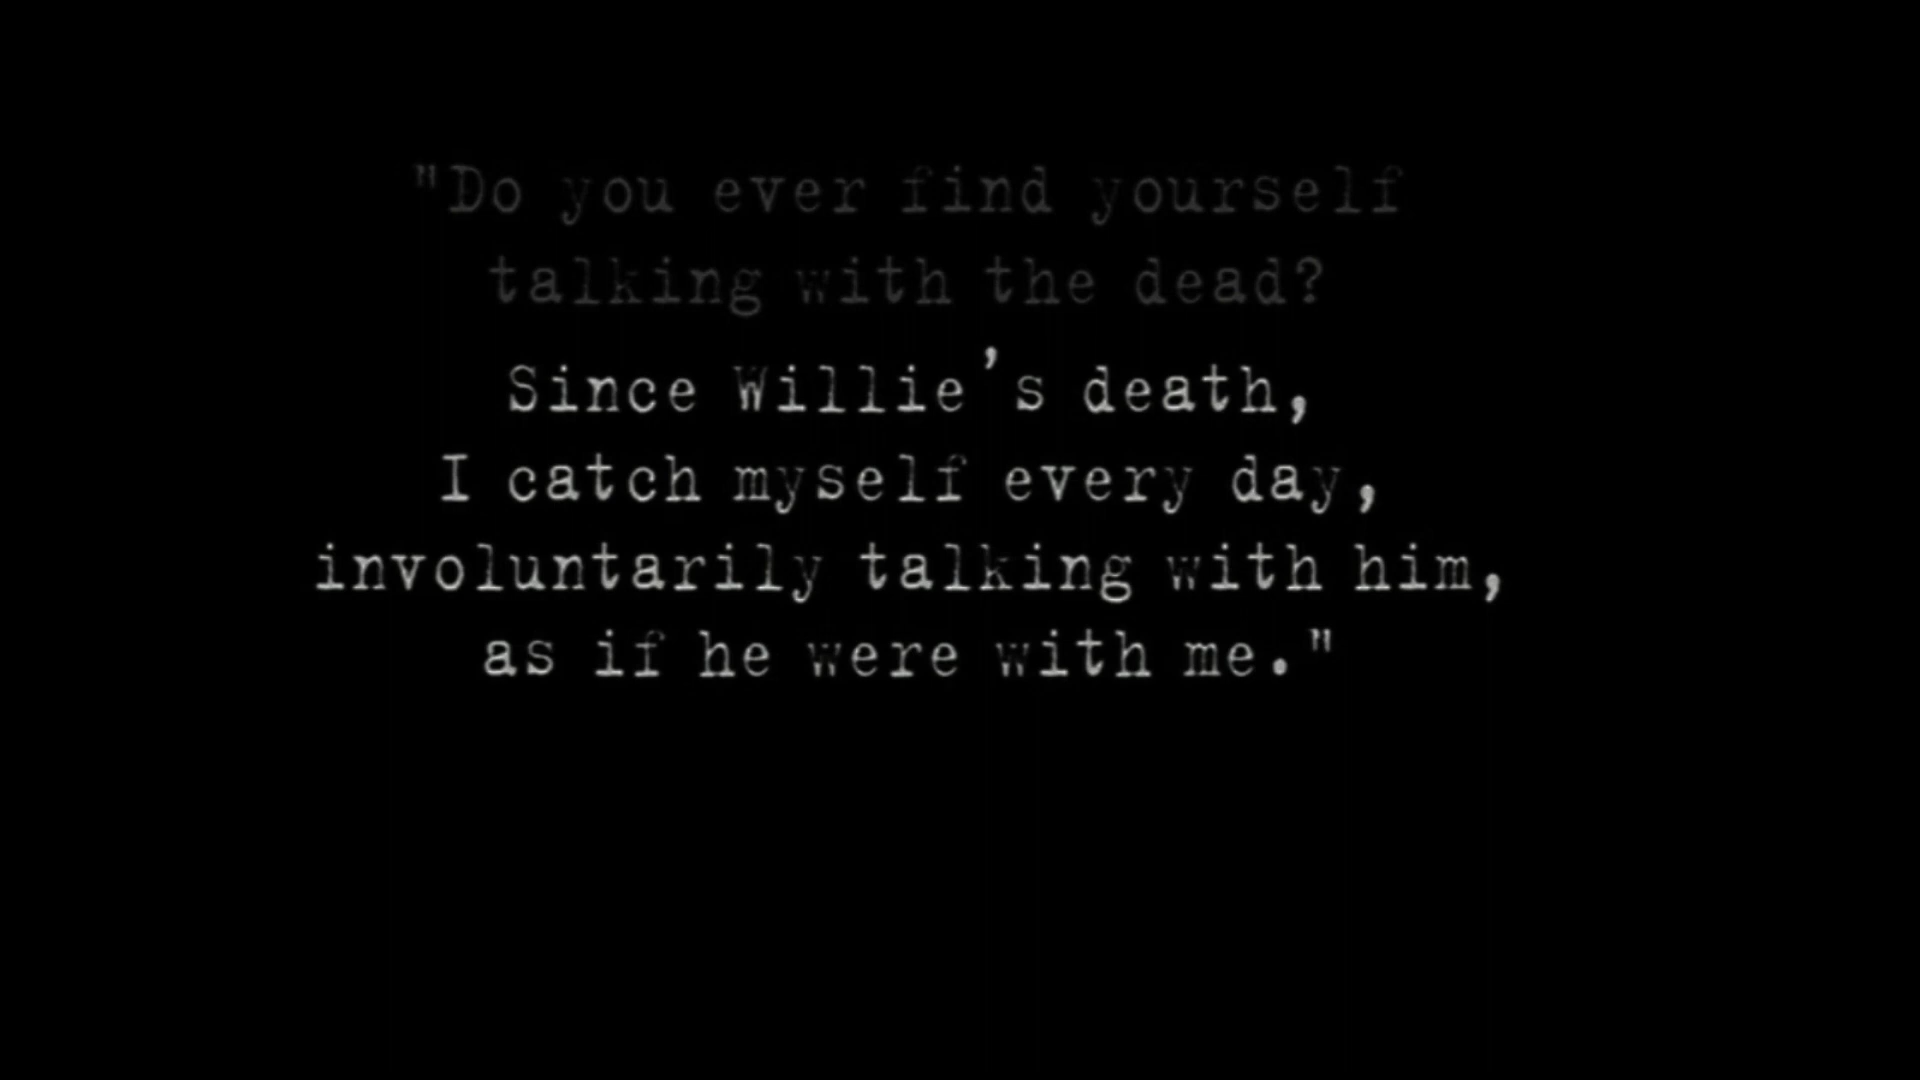 "Do you ever find yourself
talking with the dead?
Since Willie’s death,
I catch myself every day,
involuntarily talking with him,
as if he were with me."